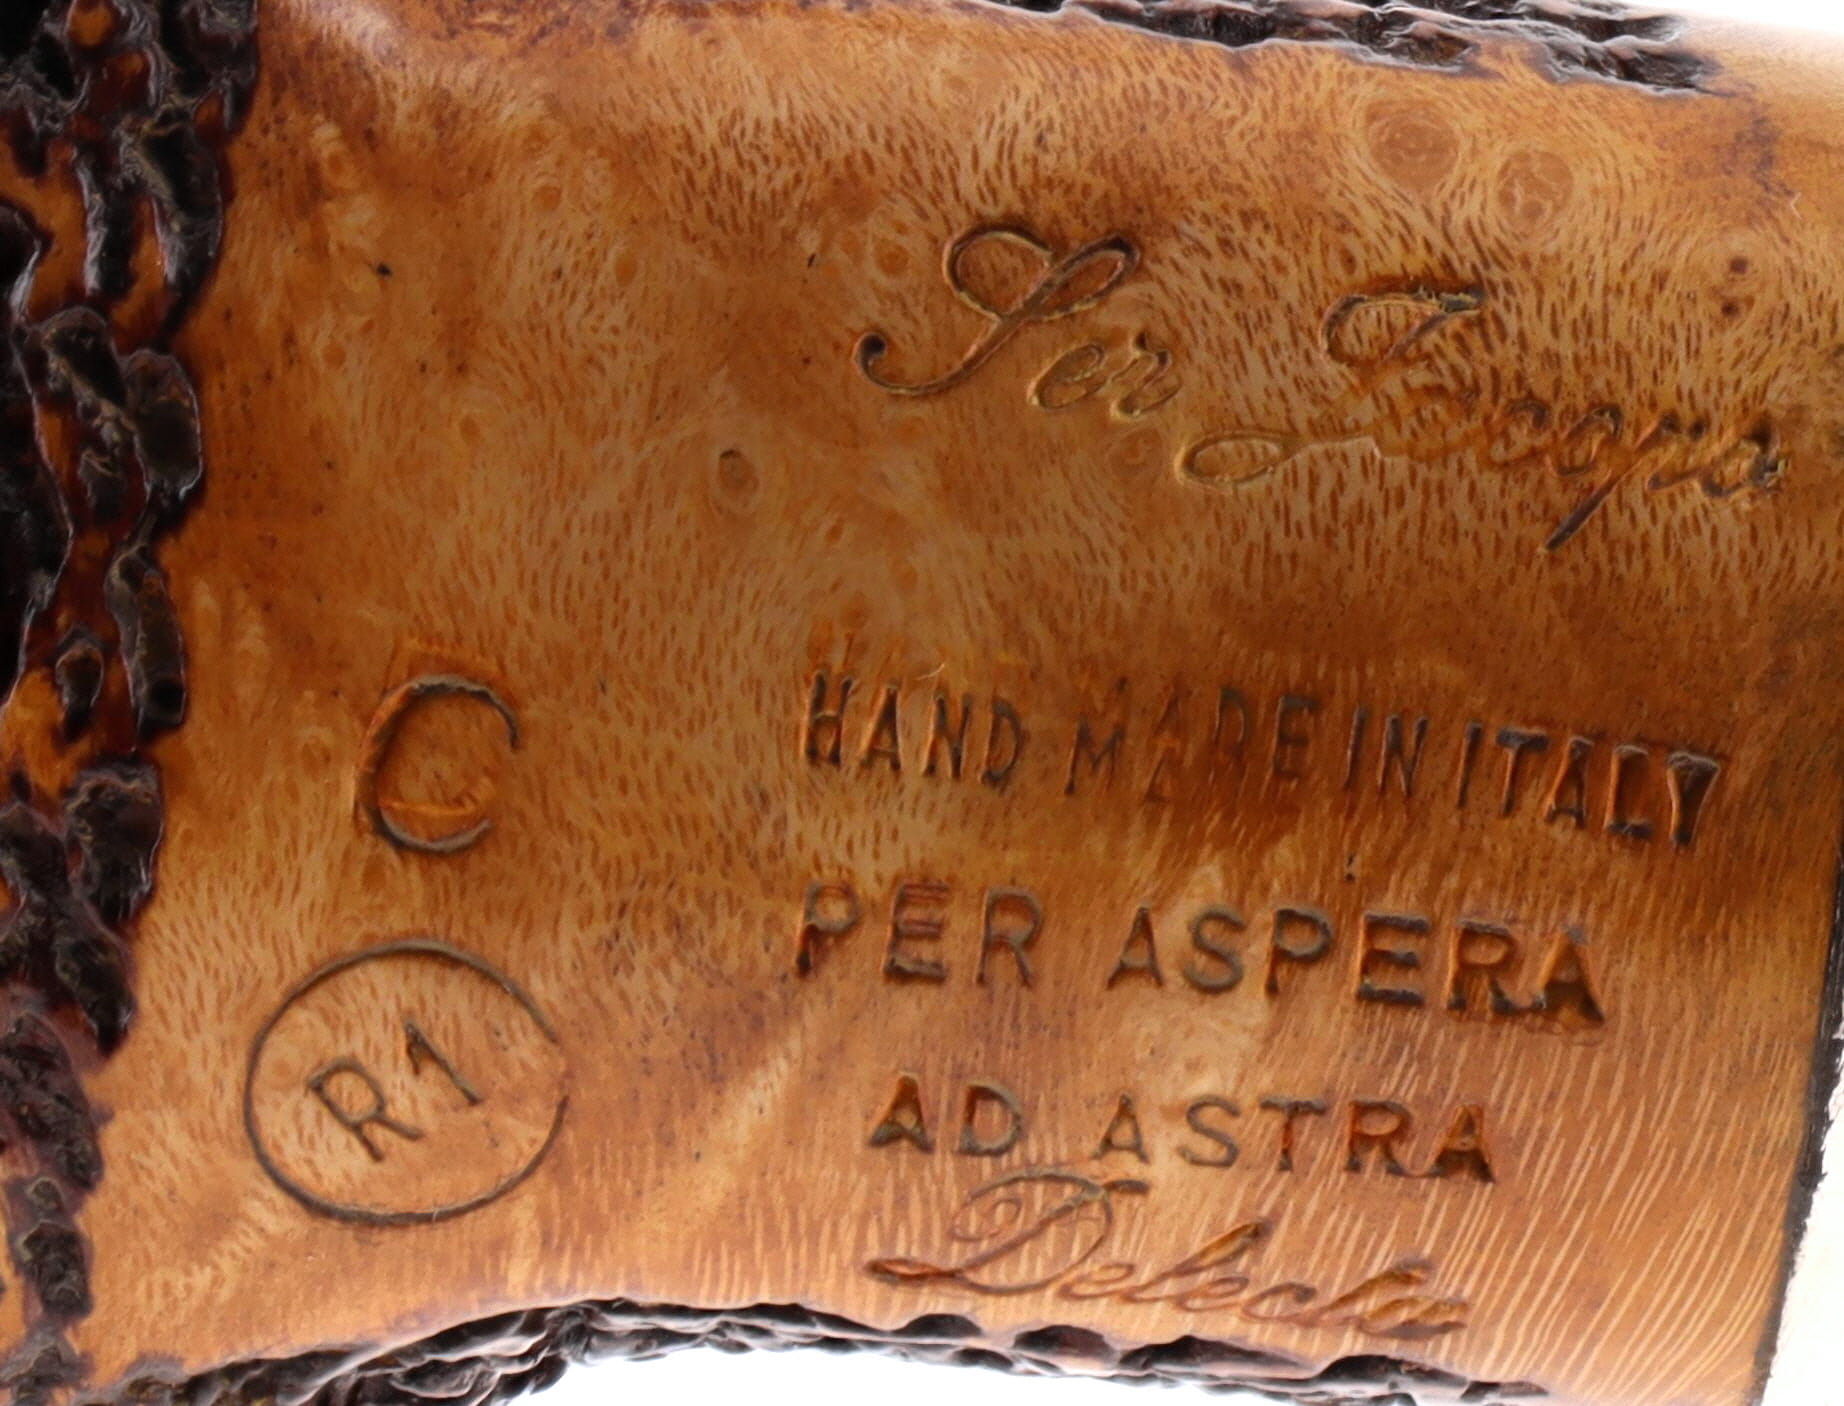 Ser Jacopo
C
HAND MADE IN ITALY
PER ASPERA
R1
AD ASTRA
Delecta